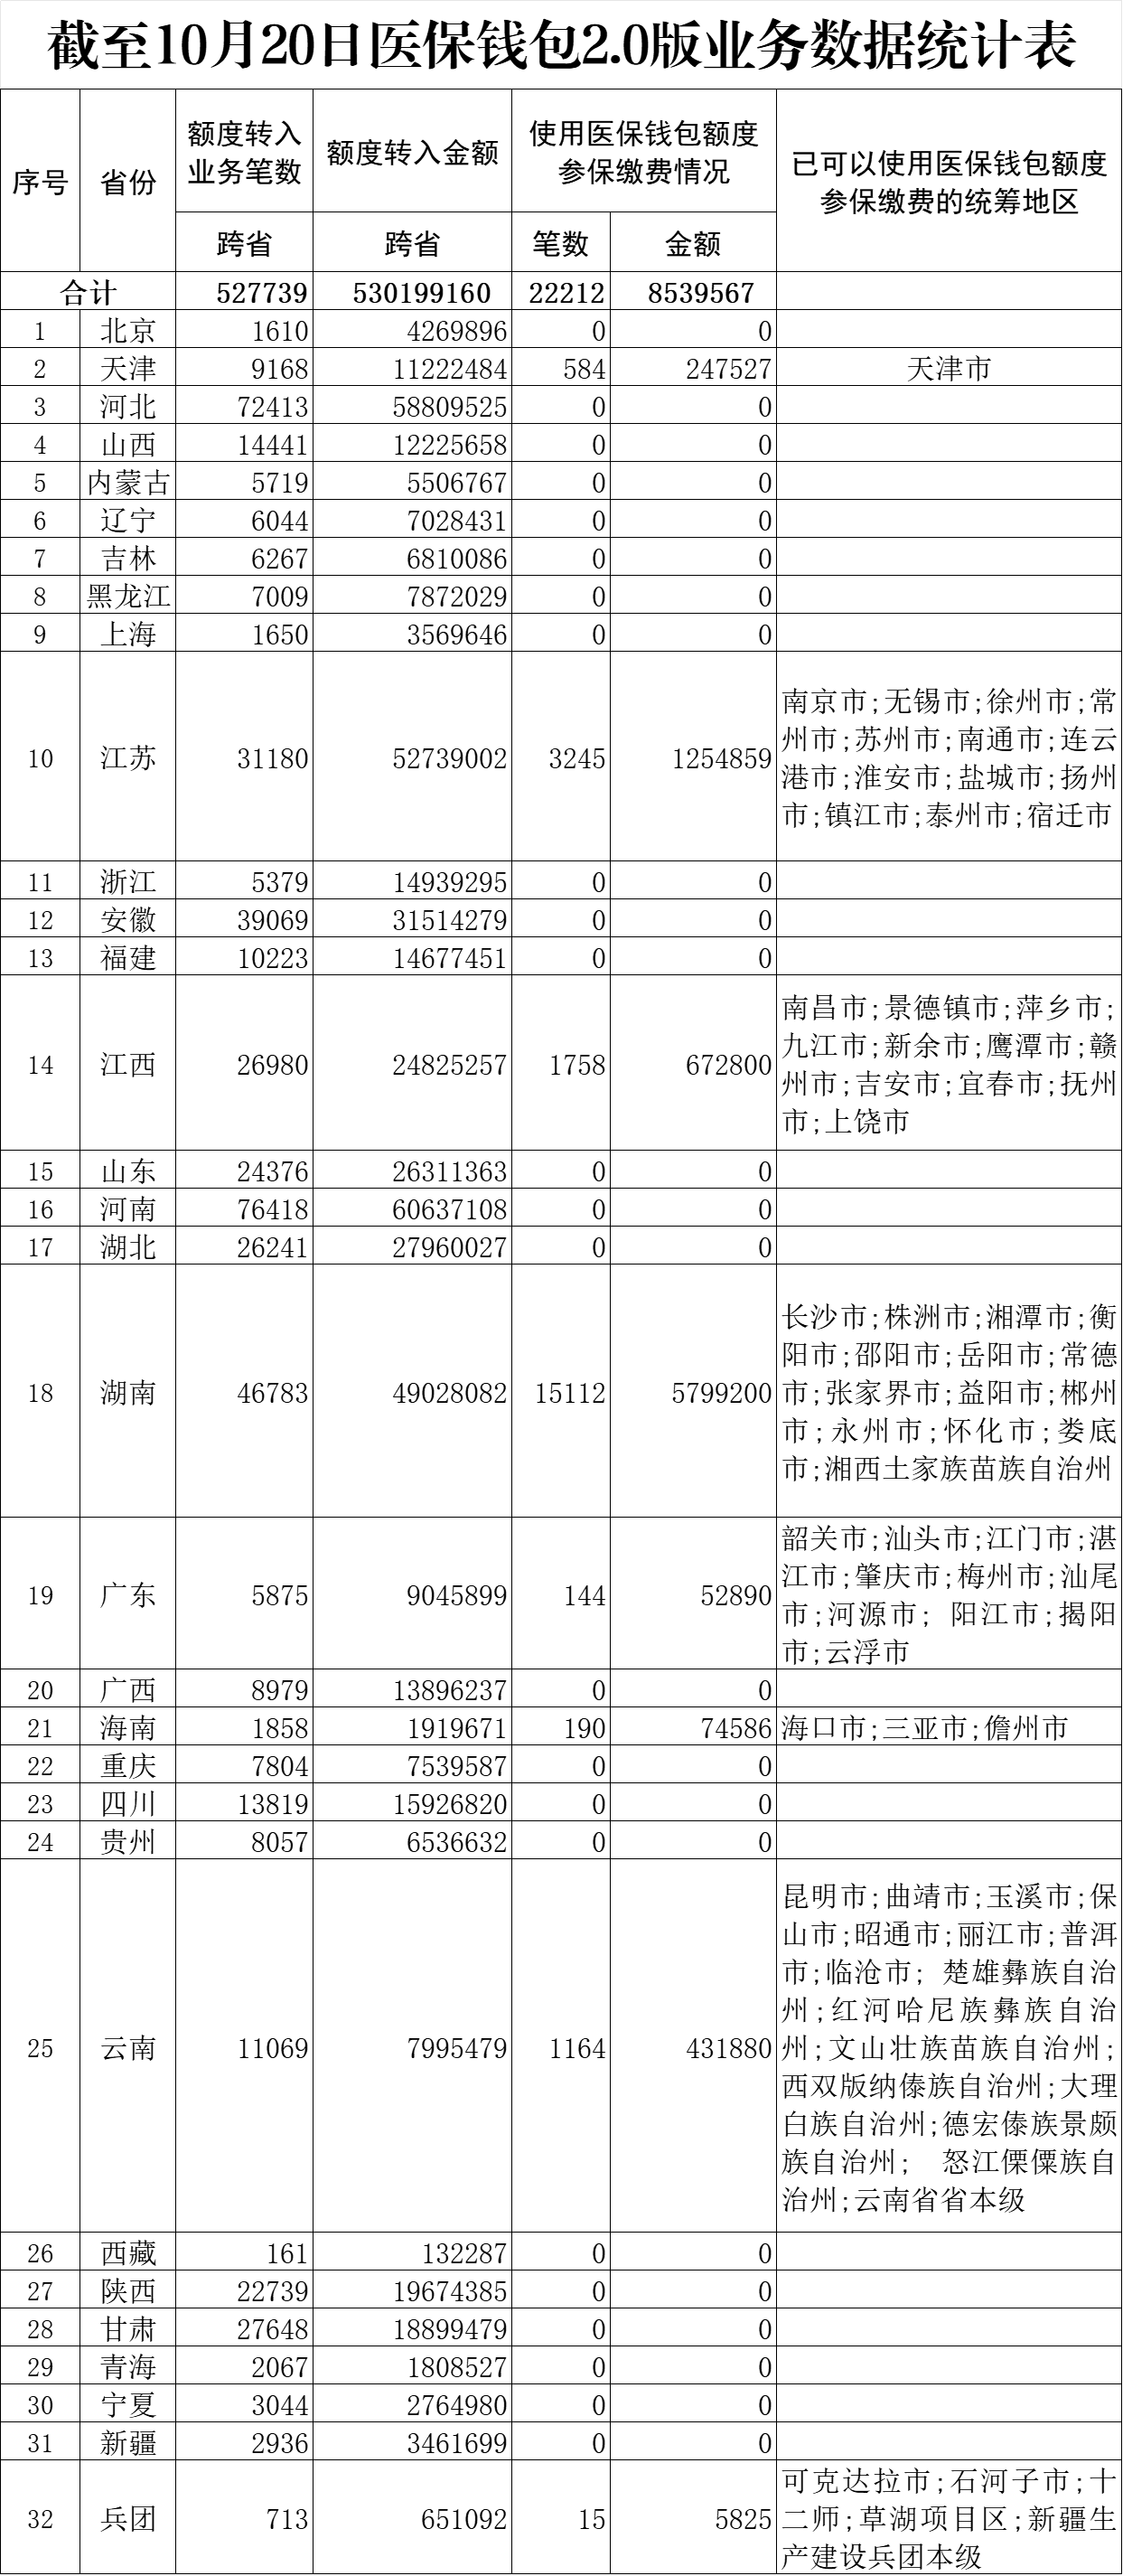 截至10月20日医保钱包2.0版业务数据统计表
序号 省份 额度转入业务笔数 额度转入金额 使用医保钱包额度参保缴费情况 已可以使用医保钱包额度参保缴费的统筹地区
跨省 跨省 笔数 金额
合计 527739 530199160 22212 8539567
1 北京 1610 4269896 0 0
2 天津 9168 11222484 584 247527 天津市
3 河北 72413 58809525 0 0
4 山西 14441 12225658 0 0
5 内蒙古 5719 5506767 0 0
6 辽宁 6044 7028431 0 0
7 吉林 6267 6810086 0 0
8 黑龙江 7009 7872029 0 0
9 上海 1650 3569646 0 0
10 江苏 31180 52739002 3245 1254859
南京市;无锡市;徐州市;常
州市;苏州市;南通市;连云
港市;淮安市;盐城市;扬州
市;镇江市;泰州市;宿迁市
11 浙江 5379 14939295 0 0
12 安徽 39069 31514279 0 0
13 福建 10223 14677451 0 0
14 江西 26980 24825257 1758 672800
南昌市;景德镇市;萍乡市;
九江市;新余市;鹰潭市;赣
州市;吉安市;宜春市;抚州
市;上饶市
15 山东 24376 26311363 0 0
16 河南 76418 60637108 0 0
17 湖北 26241 27960027 0 0
18 湖南 46783 49028082 15112 5799200
长沙市;株洲市;湘潭市;衡
阳市;邵阳市;岳阳市;常德
市;张家界市;益阳市;郴州
市;永州市;怀化市;娄底
市;湘西土家族苗族自治州
19 广东 5875 9045899 144 52890
韶关市;汕头市;江门市;湛
江市;肇庆市;梅州市;汕尾
市;河源市; 阳江市;揭阳
市;云浮市
20 广西 8979 13896237 0 0
21 海南 1858 1919671 190 74586 海口市;三亚市;儋州市
22 重庆 7804 7539587 0 0
23 四川 13819 15926820 0 0
24 贵州 8057 6536632 0 0
25 云南 11069 7995479 1164 431880
昆明市;曲靖市;玉溪市;保
山市;昭通市;丽江市;普洱
市;临沧市; 楚雄彝族自治
州;红河哈尼族彝族自治
州;文山壮族苗族自治州;
西双版纳傣族自治州;大理
白族自治州;德宏傣族景颇
族自治州; 怒江傈僳族自
治州;云南省省本级
26 西藏 161 132287 0 0
27 陕西 22739 19674385 0 0
28 甘肃 27648 18899479 0 0
29 青海 2067 1808527 0 0
30 宁夏 3044 2764980 0 0
31 新疆 2936 3461699 0 0
32 兵团 713 651092 15 5825
可克达拉市;石河子市;十
二师;草湖项目区;新疆生
产建设兵团本级